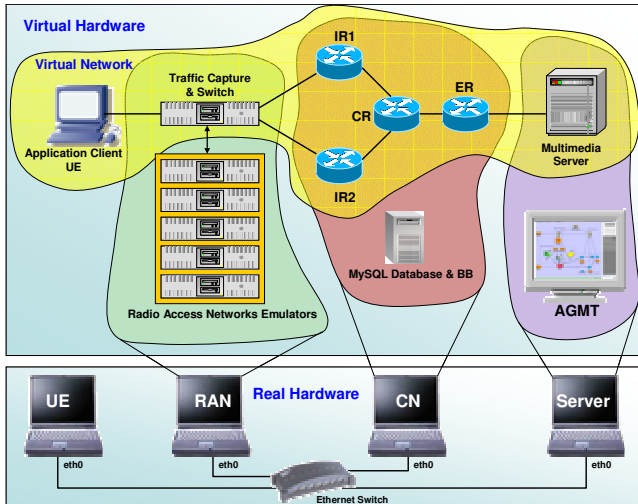 Virtual Hardware
Virtual Network
Traffic Capture
& Switch
IR1
ER
CR
IR2
Application Client
UE
Multimedia
Server
MySQL Database & BB
Radio Access Networks Emulators
AGMT
Real Hardware
UE
RAN
CN
Server
eth0
eth0
eth0
eth0
Ethernet Switch